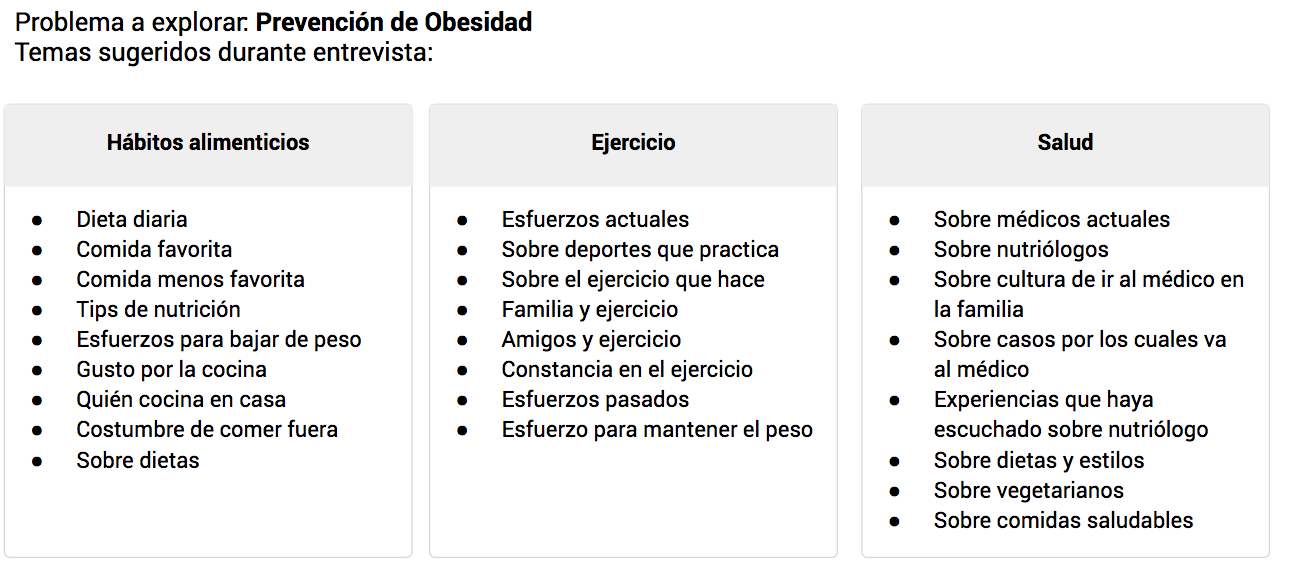 Problema a explorar: Prevención de Obesidad
Temas sugeridos durante entrevista:
Hábitos alimenticios
● Dieta diaria
● Comida favorita
● Comida menos favorita
● Tips de nutrición
● Esfuerzos para bajar de peso
● Gusto por la cocina
● Quién cocina en casa
● Costumbre de comer fuera
● Sobre dietas
Ejercicio
● Esfuerzos actuales
● Sobre deportes que practica
● Sobre el ejercicio que hace
● Familia y ejercicio
● Amigos y ejercicio
● Constancia en el ejercicio
● Esfuerzos pasados
● Esfuerzo para mantener el peso
Salud
● Sobre médicos actuales
● Sobre nutriólogos
● Sobre cultura de ir al médico en
la familia
● Sobre casos por los cuales va
al médico
● Experiencias que haya
escuchado sobre nutriólogo
● Sobre dietas y estilos
● Sobre vegetarianos
● Sobre comidas saludables